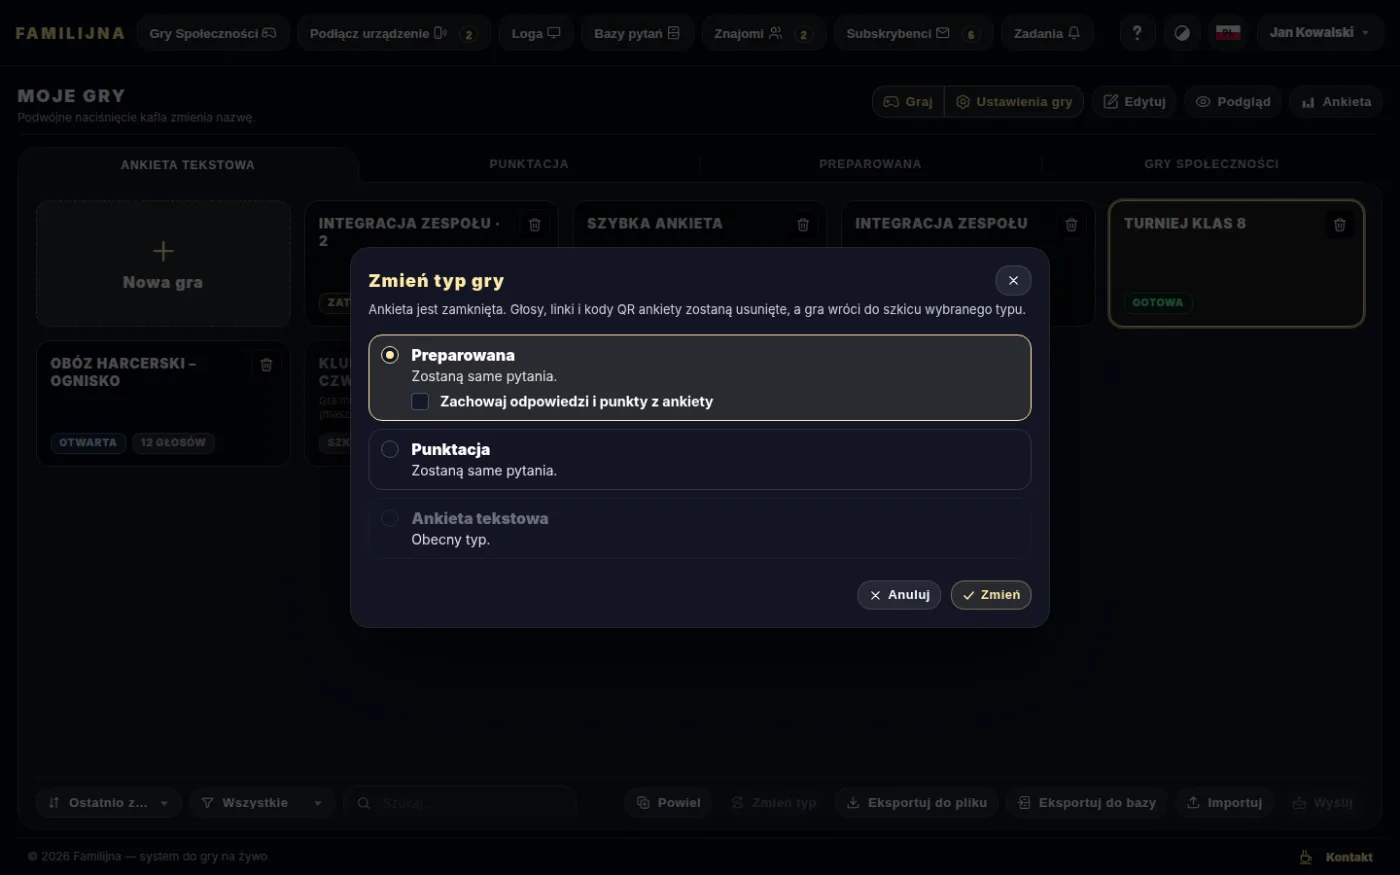 FAMILIJNA
Gry Społeczności
Podłącz urządzenie 2
Loga
Bazy pytań
Znajomi 2
Subskrybenci 6
Zadania
?
PL
Jan Kowalski
MOJE GRY
Podwójne naciśnięcie kafla zmienia nazwę.
Graj
Ustawienia gry
Edytuj
Podgląd
Ankieta
ANKIETA TEKSTOWA
PUNKTACJA
PREPAROWANA
GRY SPOŁECZNOŚCI
Nowa gra
INTEGRACJA ZESPOŁU ·
2
SZYBKA ANKIETA
INTEGRACJA ZESPOŁU
TURNIEJ KLAS 8
GOTOWA
OBÓZ HARCERSKI –
OGNISKO
OTWARTA
12 GŁOSÓW
Zmień typ gry
Ankieta jest zamknięta. Głosy, linki i kody QR ankiety zostaną usunięte, a gra wróci do szkicu wybranego typu.
Preparowana
Zostaną same pytania.
Zachowaj odpowiedzi i punkty z ankiety
Punktacja
Zostaną same pytania.
Ankieta tekstowa
Obecny typ.
Anuluj
Zmień
Ostatnio z...
Wszystkie
Szukaj...
Powiel
Zmień typ
Eksportuj do pliku
Eksportuj do bazy
Importuj
Wyślij
© 2026 Familijna — system do gry na żywo
Kontakt